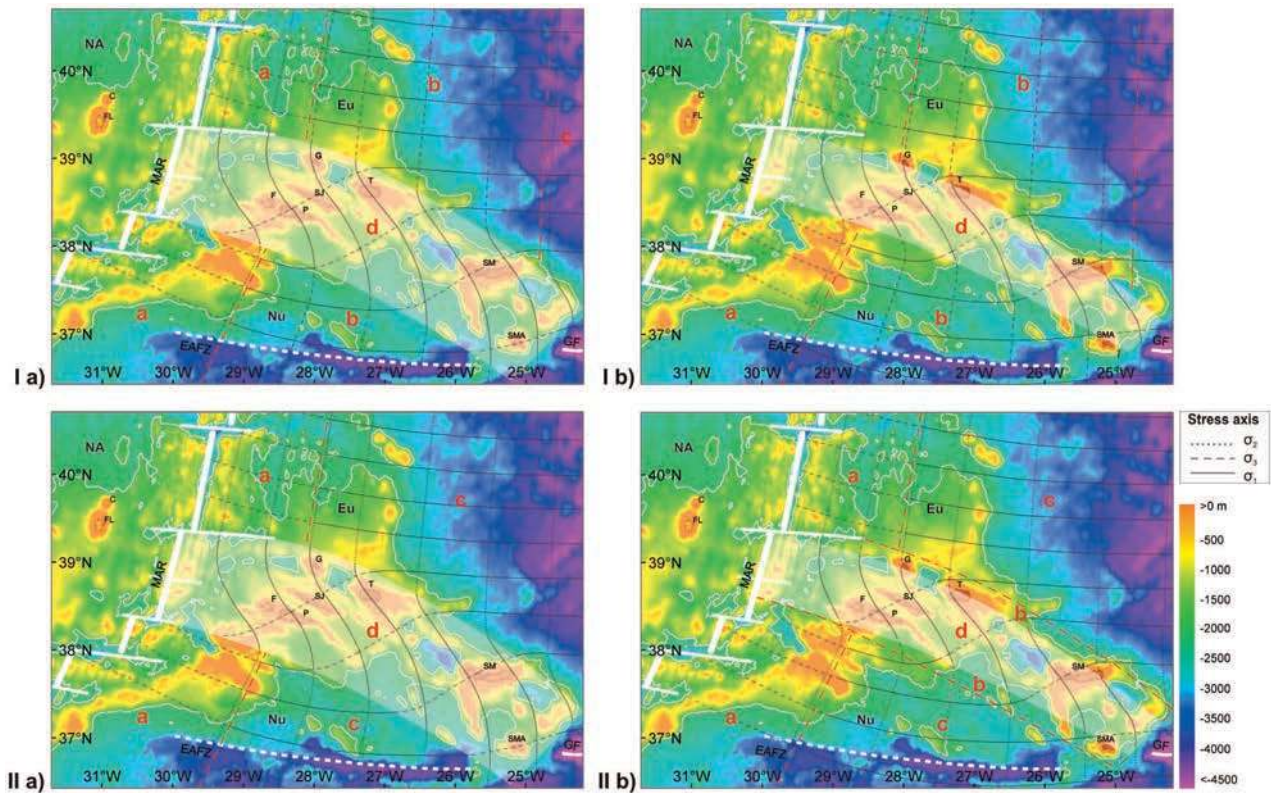 NA
a
b
Eu
c
40°N
C
FL
39°N
MAR
G
T
F
SJ
P
d
38°N
SM
a
Nu
b
SMA
37°N
EAFZ
GF
I a)
31°W 30°W 29°W 28°W 27°W 26°W 25°W
NA
a
b
Eu
40°N
C
FL
39°N
MAR
G
T
F
SJ
P
d
38°N
SM
a
Nu
b
SMA
37°N
EAFZ
GF
I b)
31°W 30°W 29°W 28°W 27°W 26°W 25°W
NA
a
c
Eu
40°N
C
FL
39°N
MAR
G
T
F
SJ
P
d
38°N
SM
a
Nu
c
SMA
37°N
EAFZ
GF
II a)
31°W 30°W 29°W 28°W 27°W 26°W 25°W
NA
a
c
Eu
40°N
C
FL
39°N
MAR
G
T
b
F
SJ
P
d
38°N
SM
b
a
Nu
c
SMA
37°N
EAFZ
GF
II b)
31°W 30°W 29°W 28°W 27°W 26°W 25°W
Stress axis
σ2
σ3
σ1
>0 m
-500
-1000
-1500
-2000
-2500
-3000
-3500
-4000
<-4500